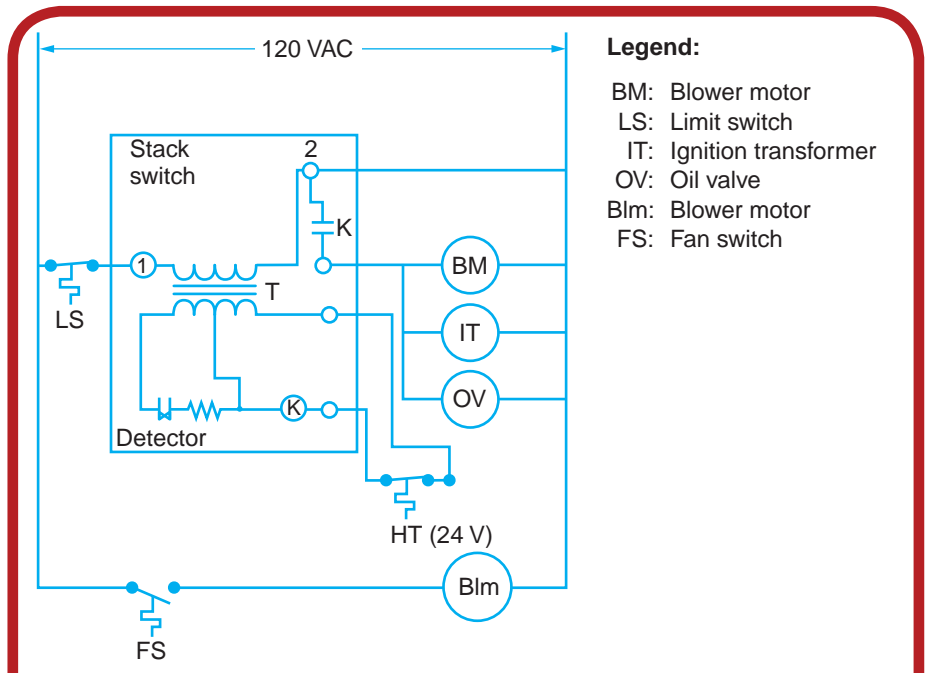 120 VAC
Legend:
BM: Blower motor
LS: Limit switch
IT: Ignition transformer
OV: Oil valve
Blm: Blower motor
FS: Fan switch
Stack
switch
2
K
1
T
LS
BM
IT
OV
K
Detector
HT (24 V)
Blm
FS